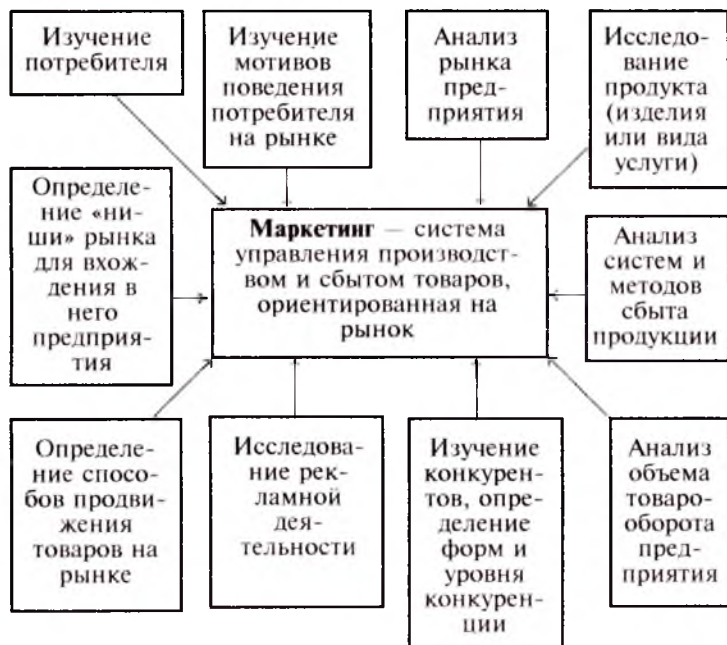 Изучение
потребителя
Изучение
мотивов
поведения
потребителя
на рынке
Анализ
рынка
пред-
приятия
Исследо-
вание
продукта
(изделия
или вида
услуги)
Определе-
ние «ни-
ши» рынка
для вхож-
дения в
него
предприя-
тия
Маркетинг — система
управления производст-
вом и сбытом товаров,
ориентированная на
рынок
Анализ
систем и
методов
сбыта
продукции
Определе-
ние спосо-
бов продви-
жения
товаров на
рынке
Исследова-
ние рек-
ламной
дея-
тельности
Изучение
конкурен-
тов, опре-
деление
форм и
уровня
конкурен-
ции
Анализ
объема
товаро-
оборота
пред-
приятия